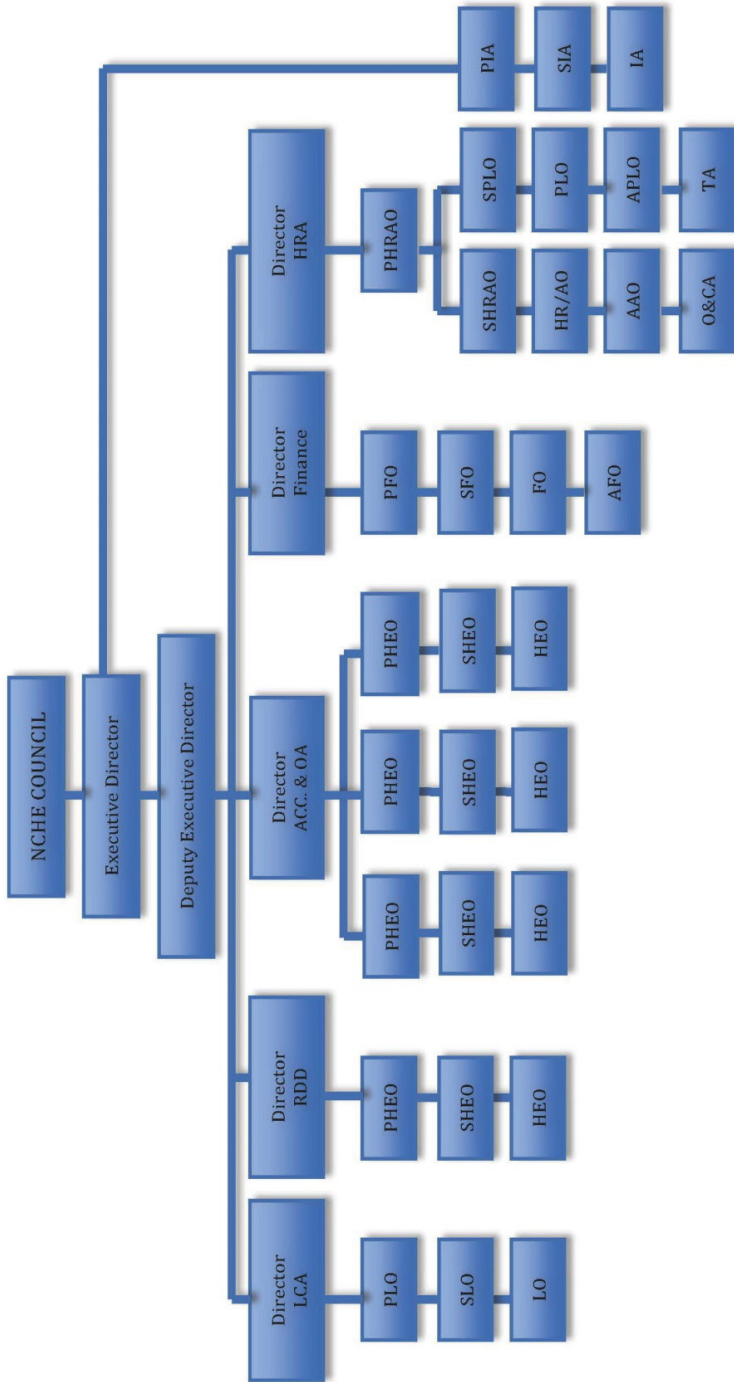 NCHE COUNCIL
Executive Director
Deputy Executive Director
Director
LCA
Director
RDD
Director
ACC. & OA
Director
Finance
Director
HRA
PLO
SLO
LO
PHEO
SHEO
HEO
PHEO
SHEO
HEO
PHEO
SHEO
HEO
PHEO
SHEO
HEO
PFO
SFO
FO
AFO
PHRAO
SHRAO
HR/AO
AAO
O&CA
SPLO
PLO
APLO
TA
PIA
SIA
IA